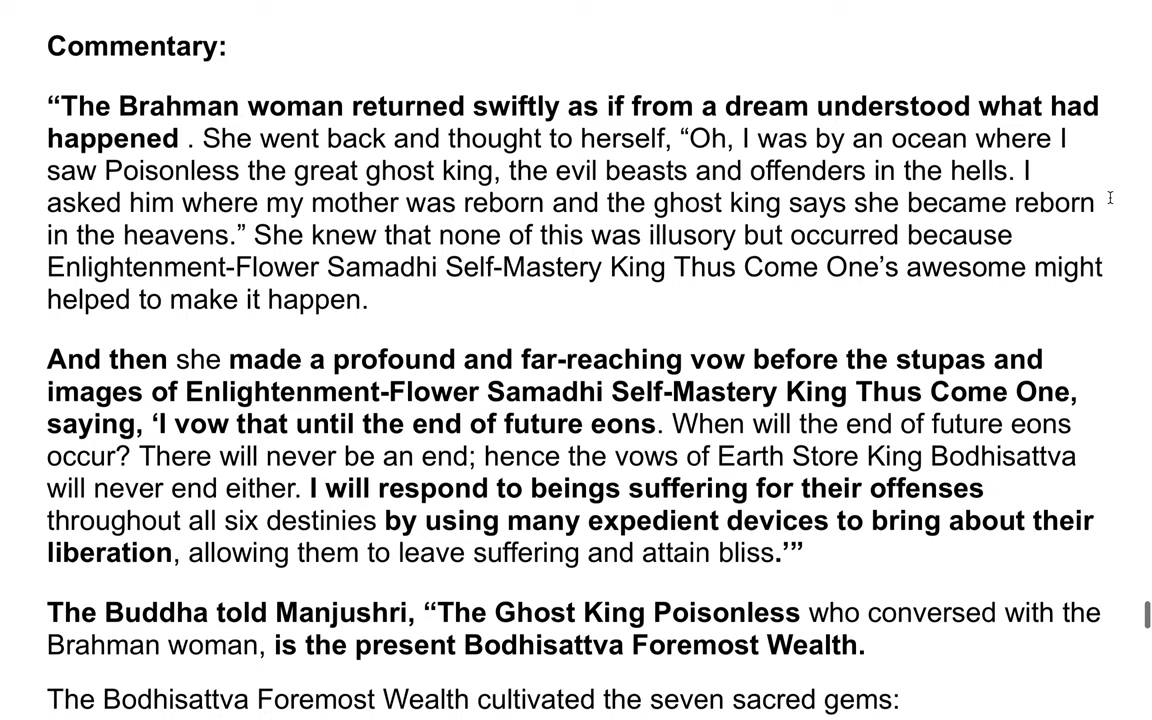 Commentary:
“The Brahman woman returned swiftly as if from a dream understood what had
happened . She went back and thought to herself, “Oh, I was by an ocean where I
saw Poisonless the great ghost king, the evil beasts and offenders in the hells. I
asked him where my mother was reborn and the ghost king says she became reborn
in the heavens.” She knew that none of this was illusory but occurred because
Enlightenment-Flower Samadhi Self-Mastery King Thus Come One’s awesome might
helped to make it happen.
And then she made a profound and far-reaching vow before the stupas and
images of Enlightenment-Flower Samadhi Self-Mastery King Thus Come One,
saying, ‘I vow that until the end of future eons. When will the end of future eons
occur? There will never be an end; hence the vows of Earth Store King Bodhisattva
will never end either. I will respond to beings suffering for their offenses
throughout all six destinies by using many expedient devices to bring about their
liberation, allowing them to leave suffering and attain bliss.’”
The Buddha told Manjushri, “The Ghost King Poisonless who conversed with the
Brahman woman, is the present Bodhisattva Foremost Wealth.
The Bodhisattva Foremost Wealth cultivated the seven sacred gems: